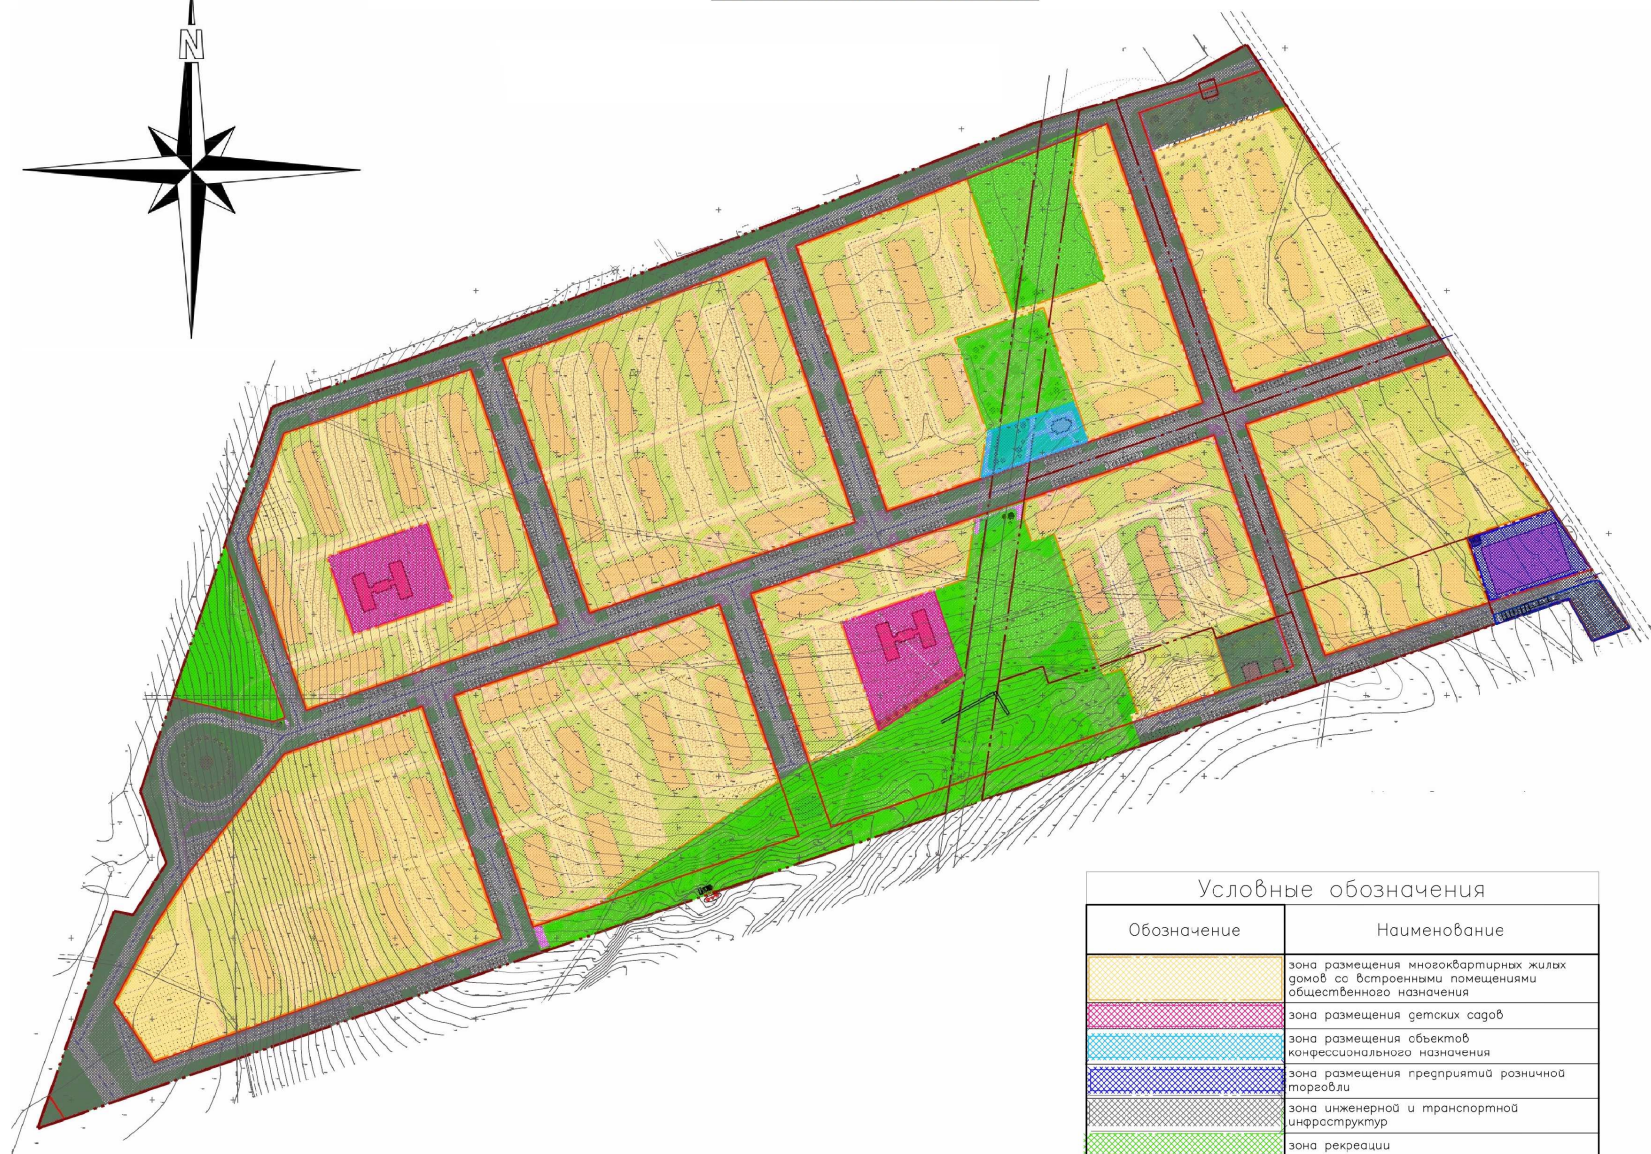 N
Условные обозначения
Обозначение
Наименование
зона размещения многоквартирных жилых
домов со встроенными помещениями
общественного назначения
зона размещения детских садов
зона размещения объектов
конфессионального назначения
зона размещения предприятий розничной
торговли
зона инженерной и транспортной
инфраструктур
зона рекреации